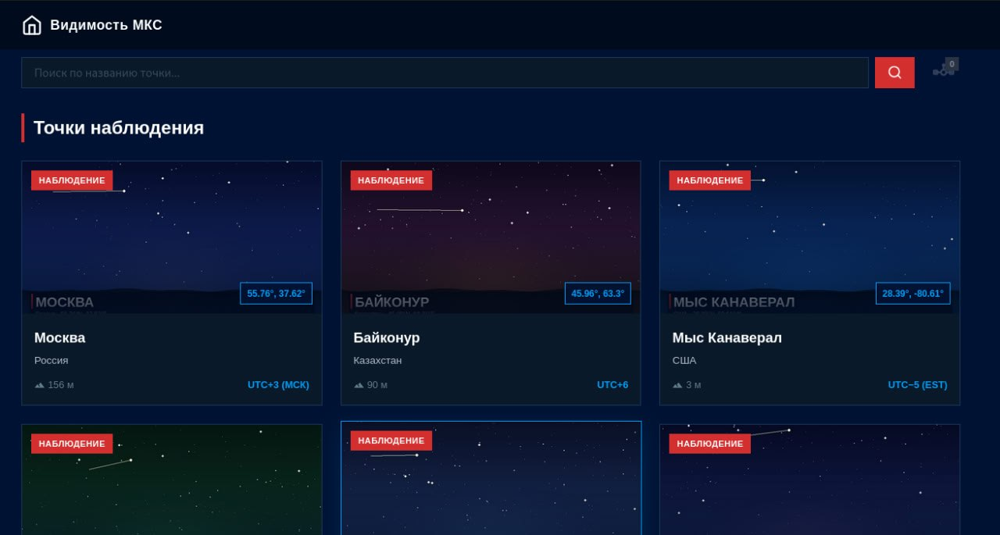 Видимость МКС
Поиск по названию точки...
0
Точки наблюдения
НАБЛЮДЕНИЕ
55.76°, 37.62°
МОСКВА
Москва
Россия
156 м
UTC+3 (МСК)
НАБЛЮДЕНИЕ
45.96°, 63.3°
БАЙКОНУР
Байконур
Казахстан
90 м
UTC+6
НАБЛЮДЕНИЕ
28.39°, -80.61°
МЫС КАНАВЕРАЛ
Мыс Канаверал
США
3 м
UTC−5 (EST)
НАБЛЮДЕНИЕ
НАБЛЮДЕНИЕ
НАБЛЮДЕНИЕ